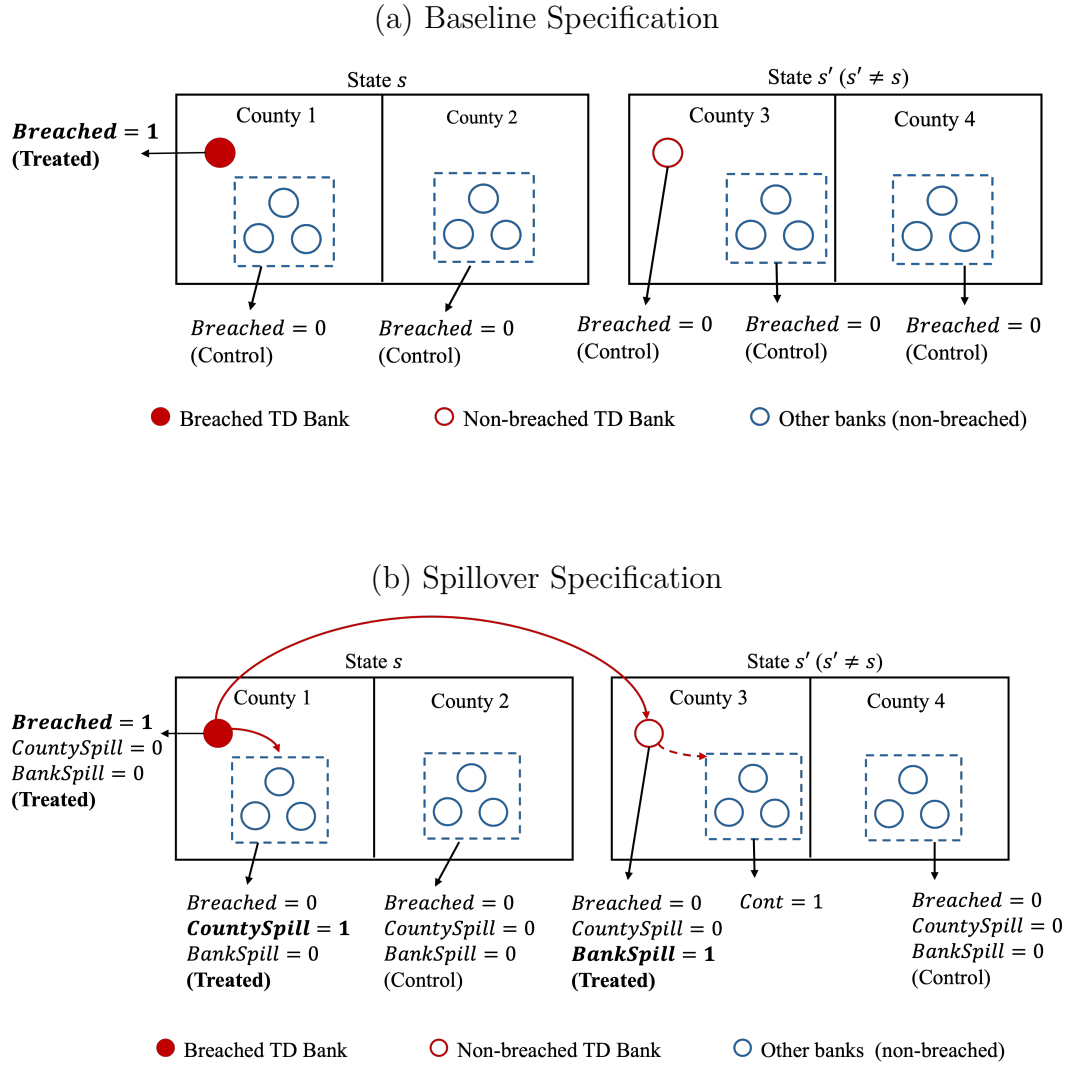 (a) Baseline Specification
State s
State s′ (s′ ≠ s)
County 1
County 2
County 3
County 4
Breached = 1
(Treated)
Breached = 0
(Control)
Breached = 0
(Control)
Breached = 0
(Control)
Breached = 0
(Control)
Breached = 0
(Control)
Breached TD Bank
Non-breached TD Bank
Other banks (non-breached)
(b) Spillover Specification
State s
State s′ (s′ ≠ s)
County 1
County 2
County 3
County 4
Breached = 1
CountySpill = 0
BankSpill = 0
(Treated)
Breached = 0
CountySpill = 1
BankSpill = 0
(Treated)
Breached = 0
CountySpill = 0
BankSpill = 0
(Control)
Breached = 0
CountySpill = 0
BankSpill = 1
(Treated)
Cont = 1
Breached = 0
CountySpill = 0
BankSpill = 0
(Control)
Breached TD Bank
Non-breached TD Bank
Other banks (non-breached)